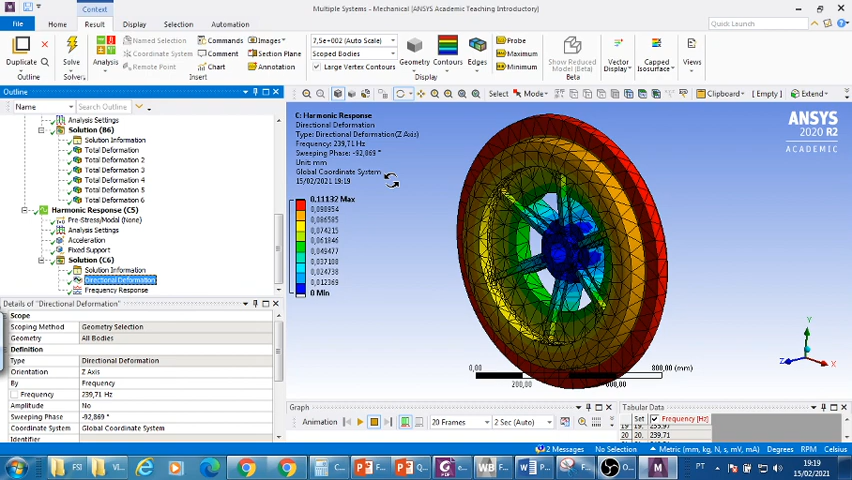 Context
Multiple Systems - Mechanical [ANSYS Academic Teaching Introductory]
File Home Result Display Selection Automation Quick Launch
Duplicate
Outline
Solve
Solve
Analysis
Named Selection
Coordinate System
Remote Point
Commands
Comment
Chart
Images
Section Plane
Annotation
Insert
7,5e+002 (Auto Scale)
Scoped Bodies
Large Vertex Contours
Geometry
Contours
Edges
Display
Probe
Maximum
Minimum
Show Reduced
Model (Beta)
Beta
Vector
Display
Capped
Isosurface
Views
Outline
Name Search Outline
Select Mode Clipboard [ Empty ] Extend
Analysis Settings
Solution (B6)
Solution Information
Total Deformation
Total Deformation 2
Total Deformation 3
Total Deformation 4
Total Deformation 5
Total Deformation 6
Harmonic Response (C5)
Pre-Stress/Modal (None)
Analysis Settings
Acceleration
Fixed Support
Solution (C6)
Solution Information
Directional Deformation
Frequency Response
Details of "Directional Deformation"
Scope
Scoping Method Geometry Selection
Geometry All Bodies
Definition
Type Directional Deformation
Orientation Z Axis
By Frequency
Frequency 239,71 Hz
Amplitude No
Sweeping Phase -92,869 °
Coordinate System Global Coordinate System
Identifier
C: Harmonic Response
Directional Deformation
Type: Directional Deformation(Z Axis)
Frequency: 239,71 Hz
Sweeping Phase: -92,869 °
Unit: mm
Global Coordinate System
15/02/2021 19:19
0,11132 Max
0,098954
0,086585
0,074215
0,061846
0,049477
0,037108
0,024738
0,012369
0 Min
ANSYS
2020 R2
ACADEMIC
Y
Z
X
0,00
800,00 (mm)
200,00
600,00
Graph
Animation 20 Frames 2 Sec (Auto)
Tabular Data
Set Frequency [Hz]
20 20, 239,71
2 Messages No Selection Metric (mm, kg, N, s, mV, mA) Degrees RPM Celsius
FSI
PT
19:19
15/02/2021